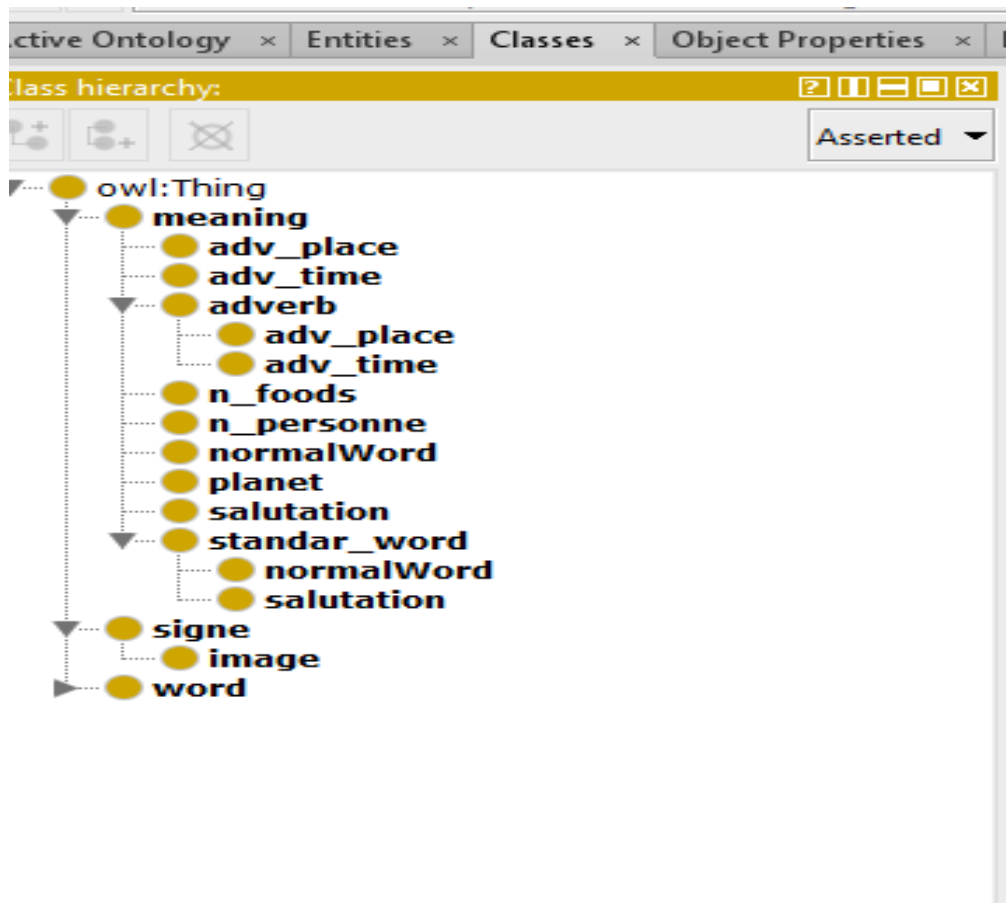 ctive Ontology × Entities × Classes × Object Properties ×
lass hierarchy:
Asserted
owl:Thing
meaning
adv_place
adv_time
adverb
adv_place
adv_time
n_foods
n_personne
normalWord
planet
salutation
standar_word
normalWord
salutation
signe
image
word